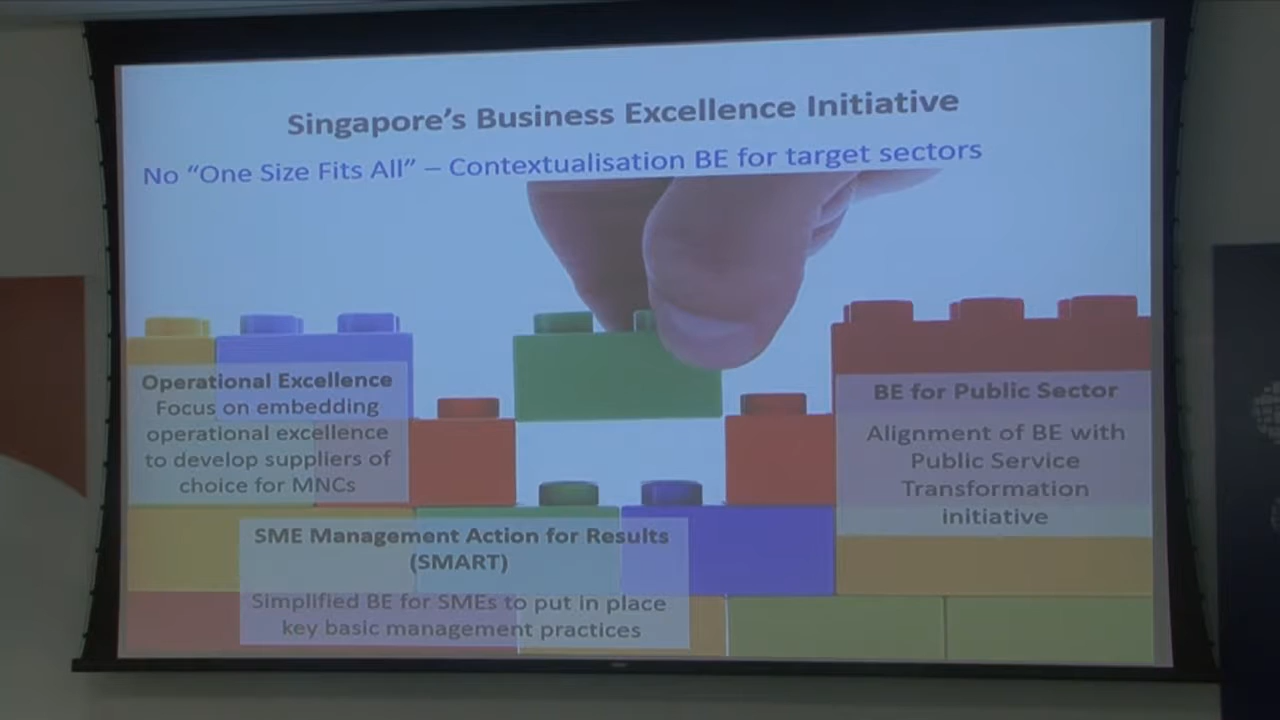 Singapore's Business Excellence Initiative
No “One Size Fits All” – Contextualisation BE for target sectors
Operational Excellence
Focus on embedding
operational excellence
to develop suppliers of
choice for MNCs
SME Management Action for Results
(SMART)
Simplified BE for SMEs to put in place
key basic management practices
BE for Public Sector
Alignment of BE with
Public Service
Transformation
initiative